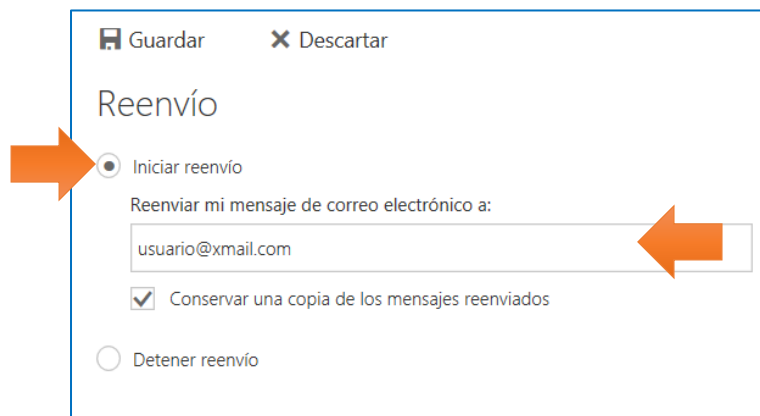 Guardar Descartar
Reenvío
Iniciar reenvío
Reenviar mi mensaje de correo electrónico a:
usuario@xmail.com
Conservar una copia de los mensajes reenviados
Detener reenvío